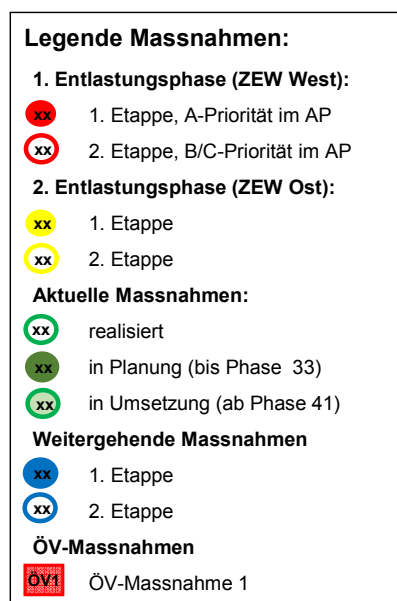 Legende Massnahmen:
1. Entlastungsphase (ZEW West):
xx 1. Etappe, A-Priorität im AP
xx 2. Etappe, B/C-Priorität im AP
2. Entlastungsphase (ZEW Ost):
xx 1. Etappe
xx 2. Etappe
Aktuelle Massnahmen:
xx realisiert
xx in Planung (bis Phase 33)
xx in Umsetzung (ab Phase 41)
Weitergehende Massnahmen
xx 1. Etappe
xx 2. Etappe
ÖV-Massnahmen
ÖV1 ÖV-Massnahme 1